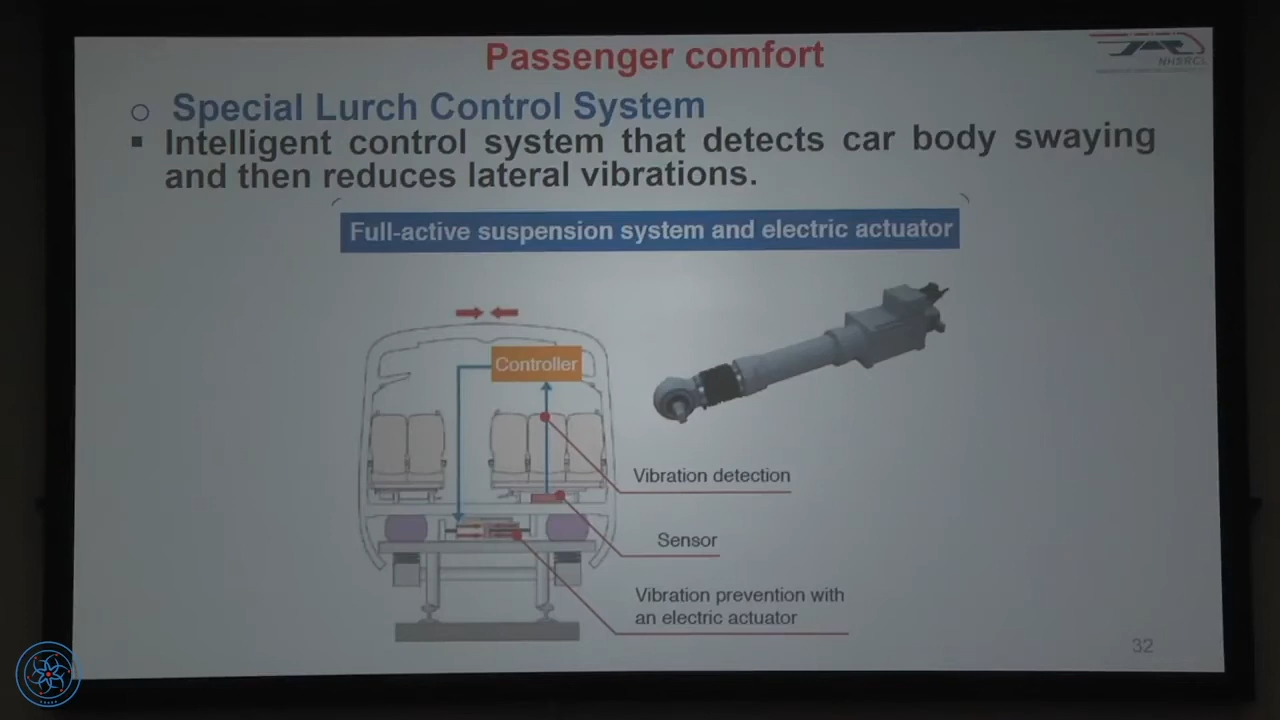 Passenger comfort
NHSRCL
○ Special Lurch Control System
▪ Intelligent control system that detects car body swaying
and then reduces lateral vibrations.
Full-active suspension system and electric actuator
Controller
Vibration detection
Sensor
Vibration prevention with
an electric actuator
32